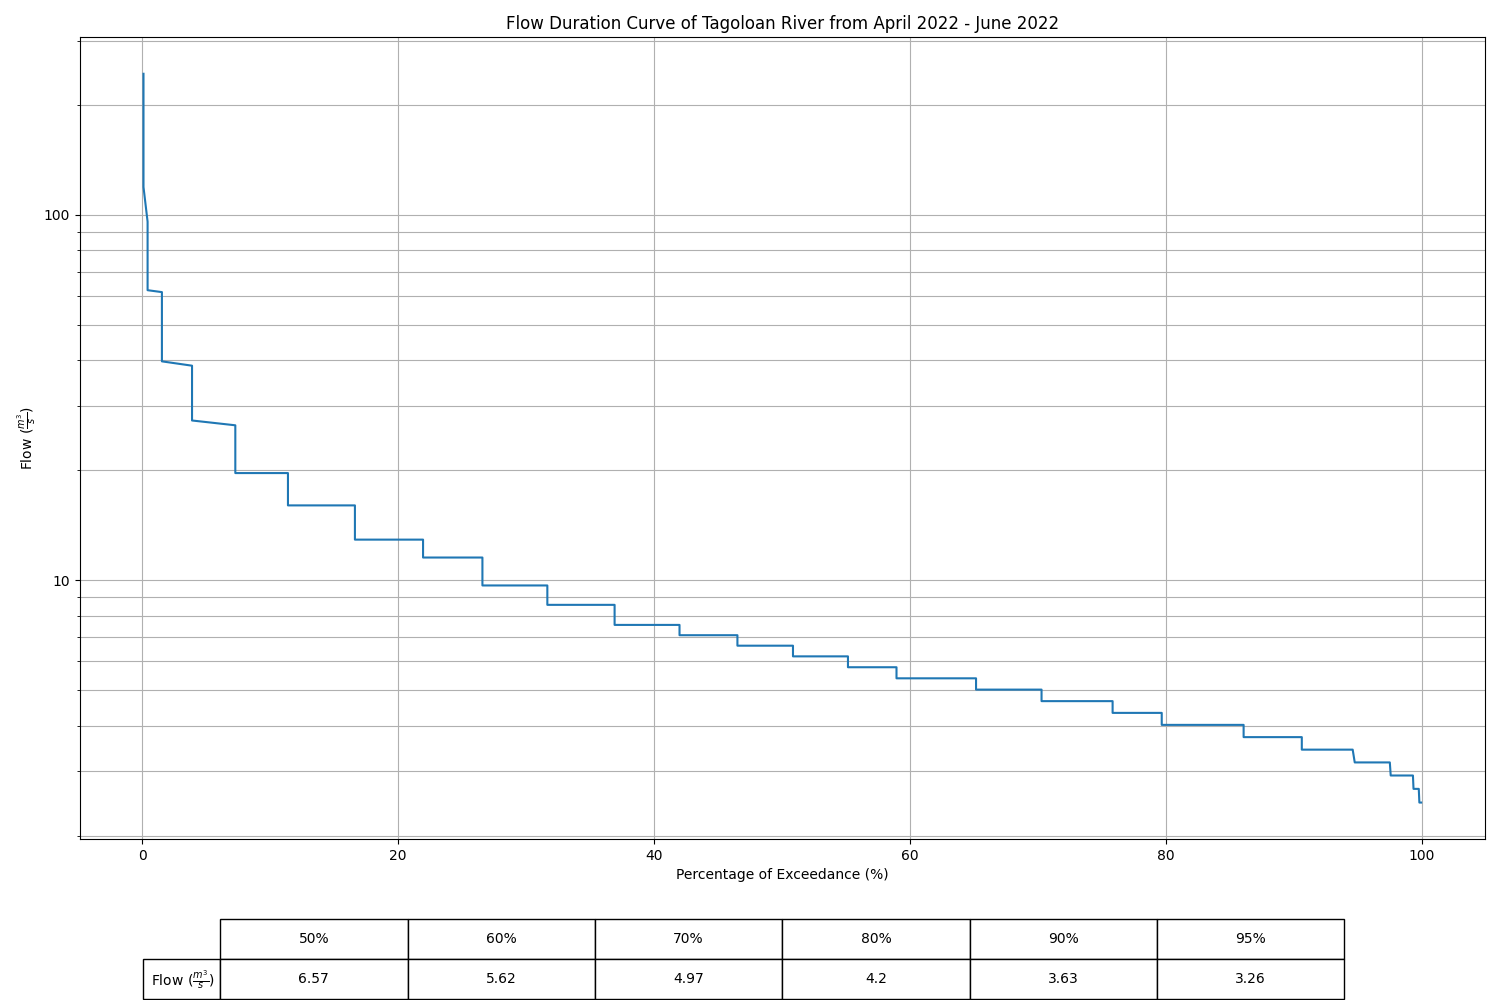 Flow Duration Curve of Tagoloan River from April 2022 - June 2022
100
10
Flow (m³/s)
0 20 40 60 80 100
Percentage of Exceedance (%)
50% 60% 70% 80% 90% 95%
Flow (m³/s) 6.57 5.62 4.97 4.2 3.63 3.26